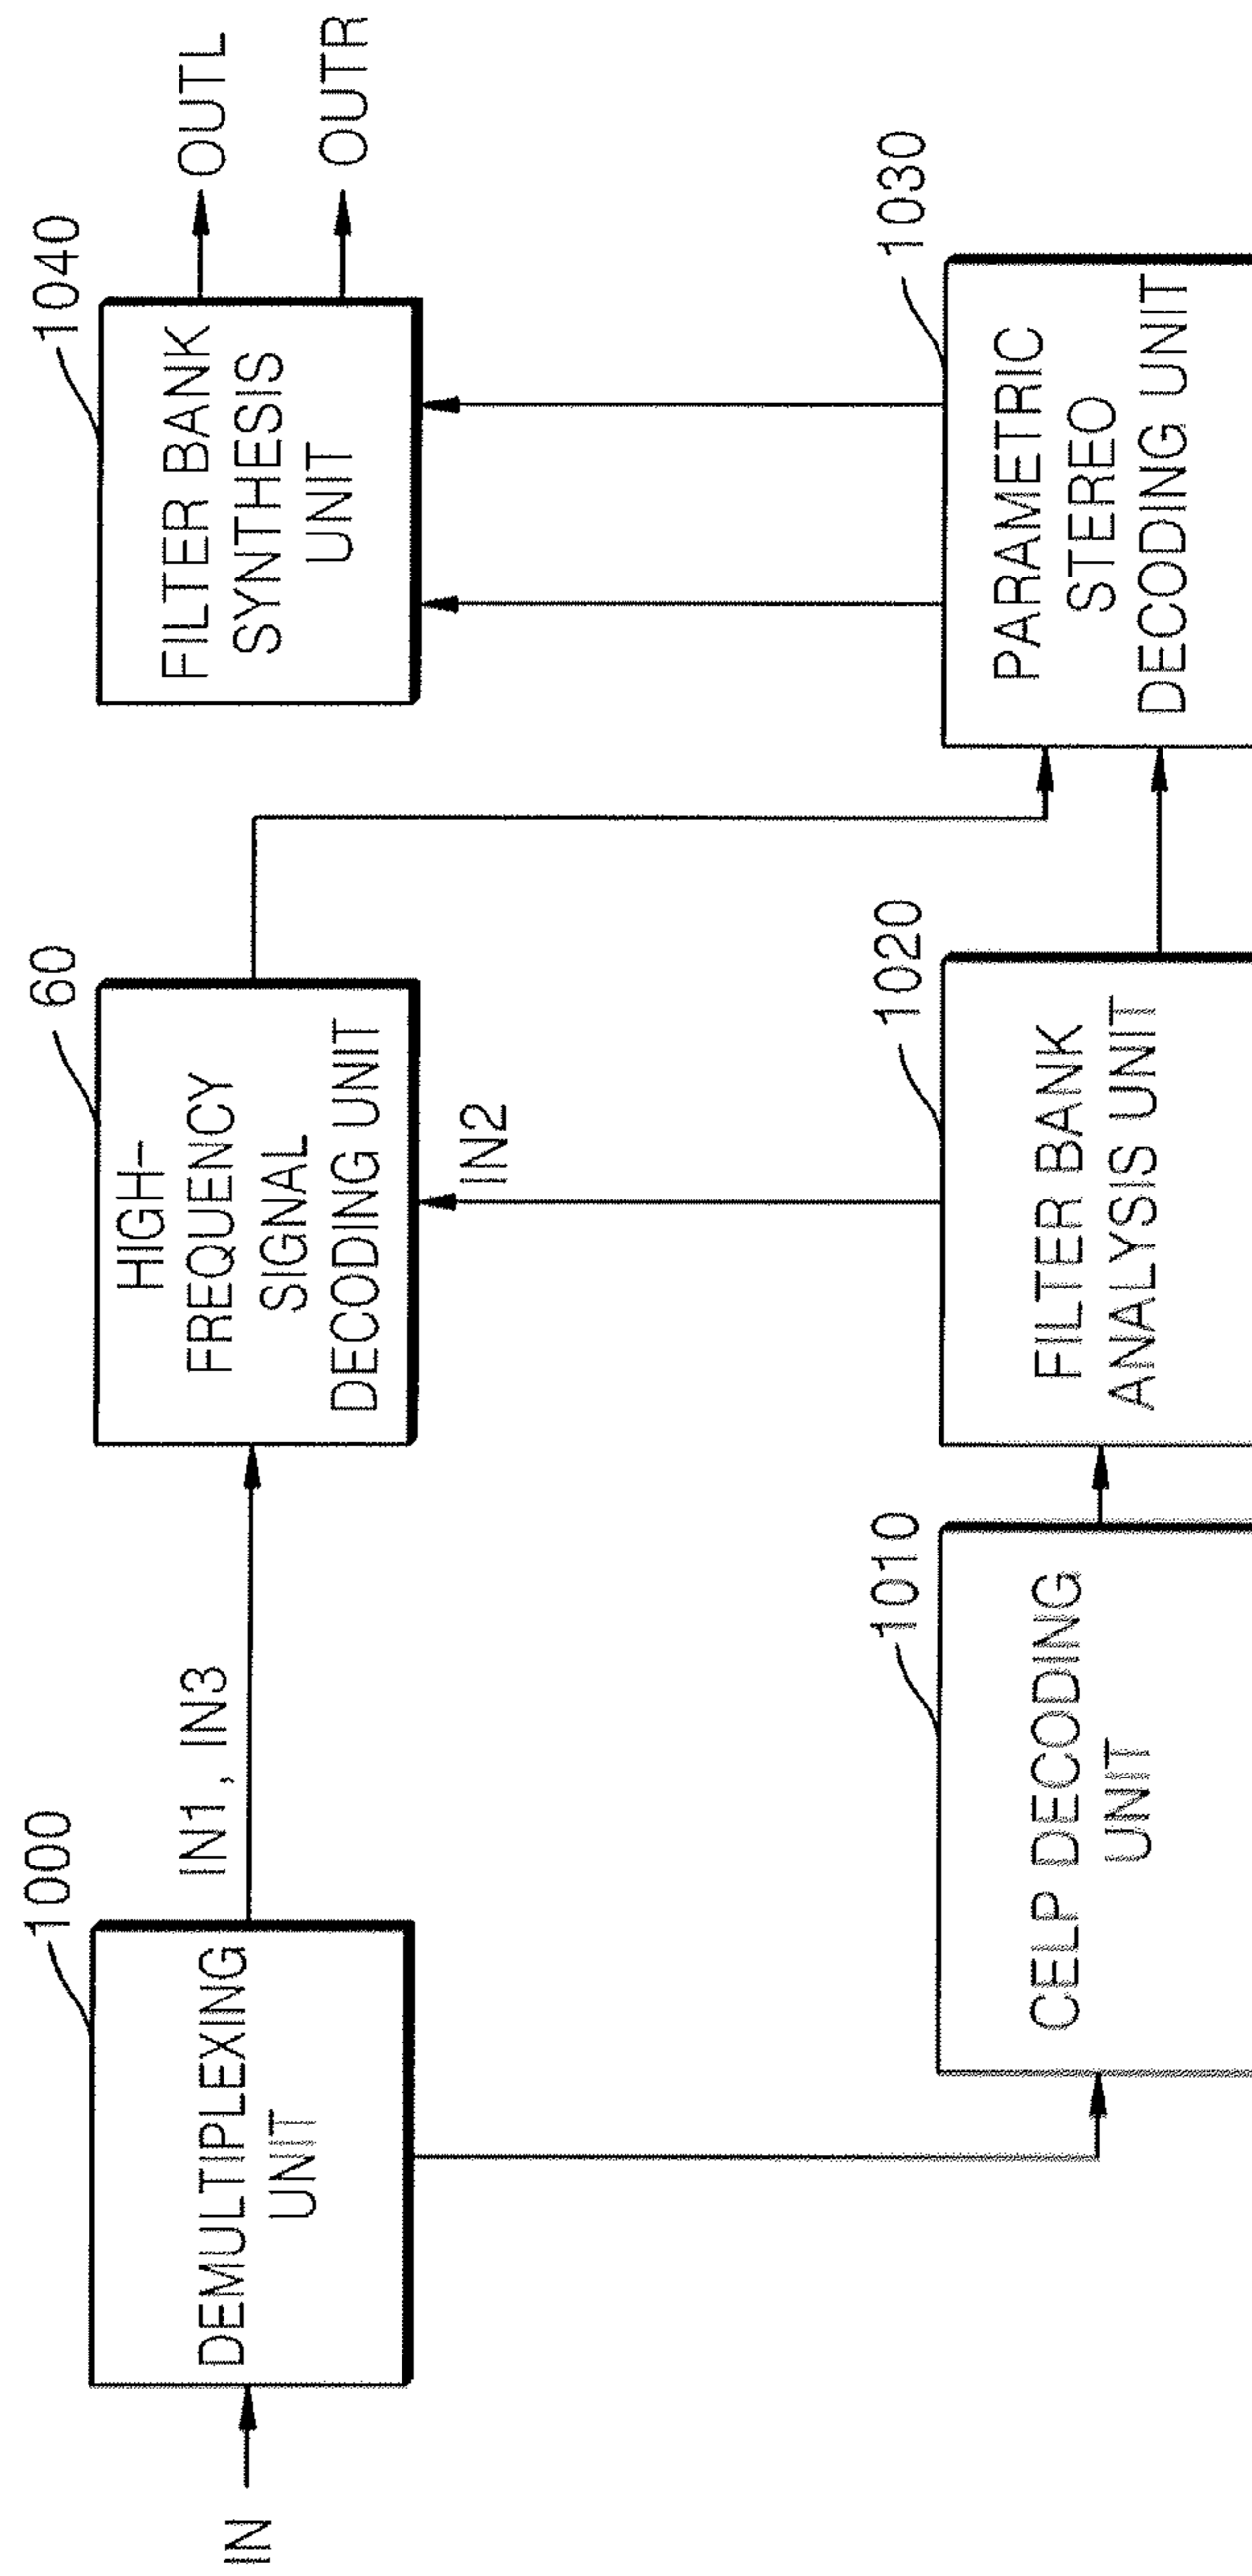 IN
1000
DEMULTIPLEXING
UNIT
IN1, IN3
60
HIGH-
FREQUENCY
SIGNAL
DECODING UNIT
IN2
1040
FILTER BANK
SYNTHESIS
UNIT
OUTL
OUTR
1010
CELP DECODING
UNIT
1020
FILTER BANK
ANALYSIS UNIT
1030
PARAMETRIC
STEREO
DECODING UNIT